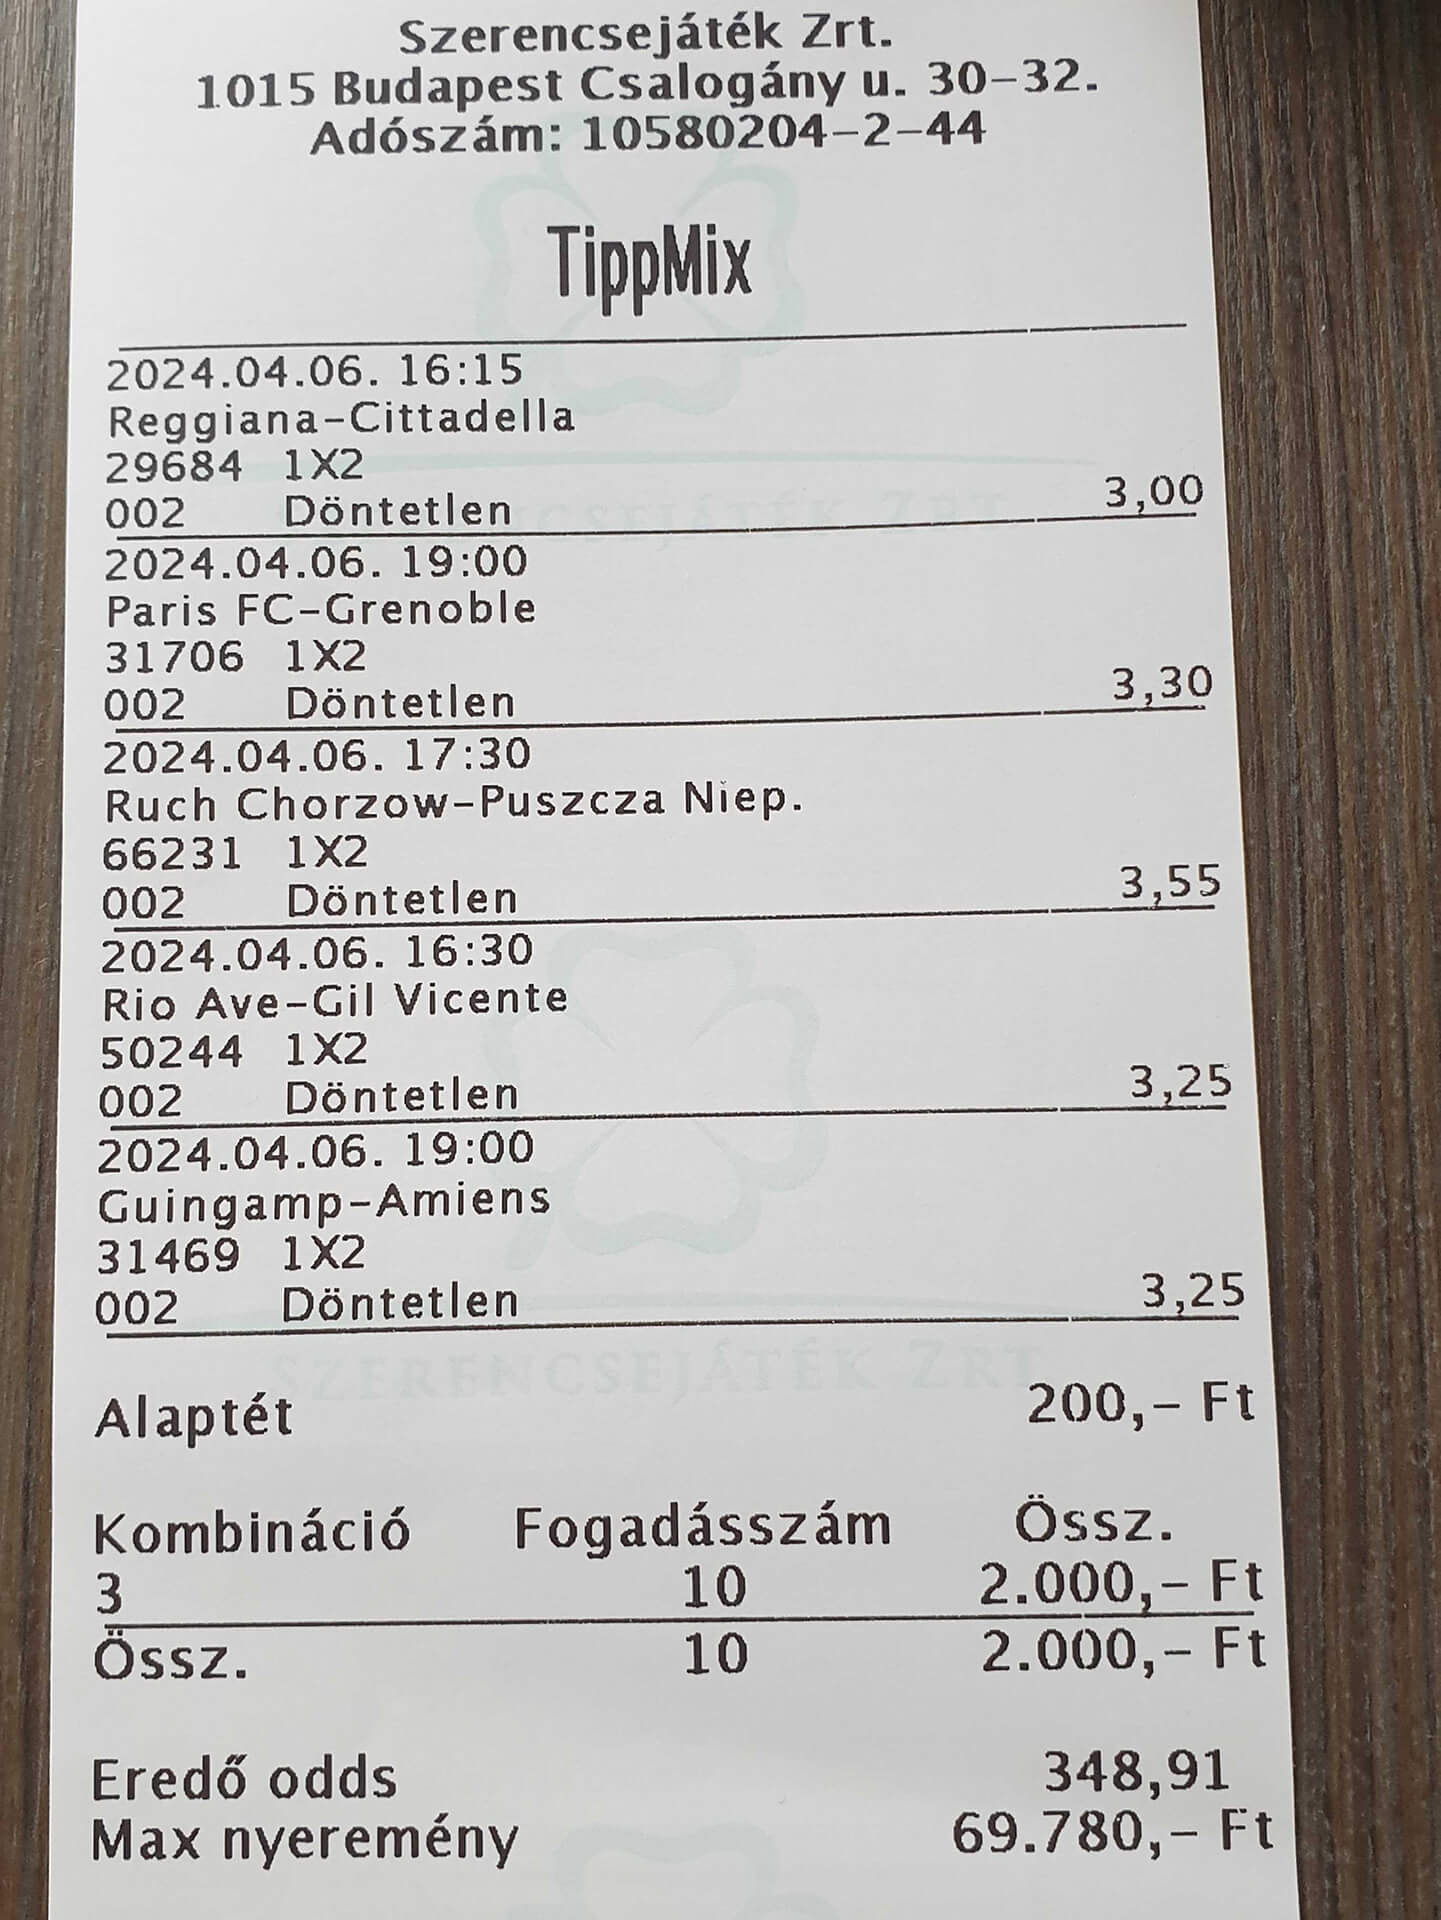 Szerencsejáték Zrt.
1015 Budapest Csalogány u. 30-32.
Adószám: 10580204-2-44
TippMix
2024.04.06. 16:15
Reggiana-Cittadella
29684 1X2
002 Döntetlen 3,00
SZERENCSEJÁTÉK ZRT
2024.04.06. 19:00
Paris FC-Grenoble
31706 1X2
002 Döntetlen 3,30
2024.04.06. 17:30
Ruch Chorzow-Puszcza Niep.
66231 1X2
002 Döntetlen 3,55
2024.04.06. 16:30
Rio Ave-Gil Vicente
50244 1X2
002 Döntetlen 3,25
2024.04.06. 19:00
Guingamp-Amiens
31469 1X2
002 Döntetlen 3,25
SZERENCSEJÁTÉK ZRT
Alaptét 200,- Ft
Kombináció Fogadásszám Össz.
3 10 2.000,- Ft
Össz. 10 2.000,- Ft
Eredő odds 348,91
Max nyeremény 69.780,- Ft